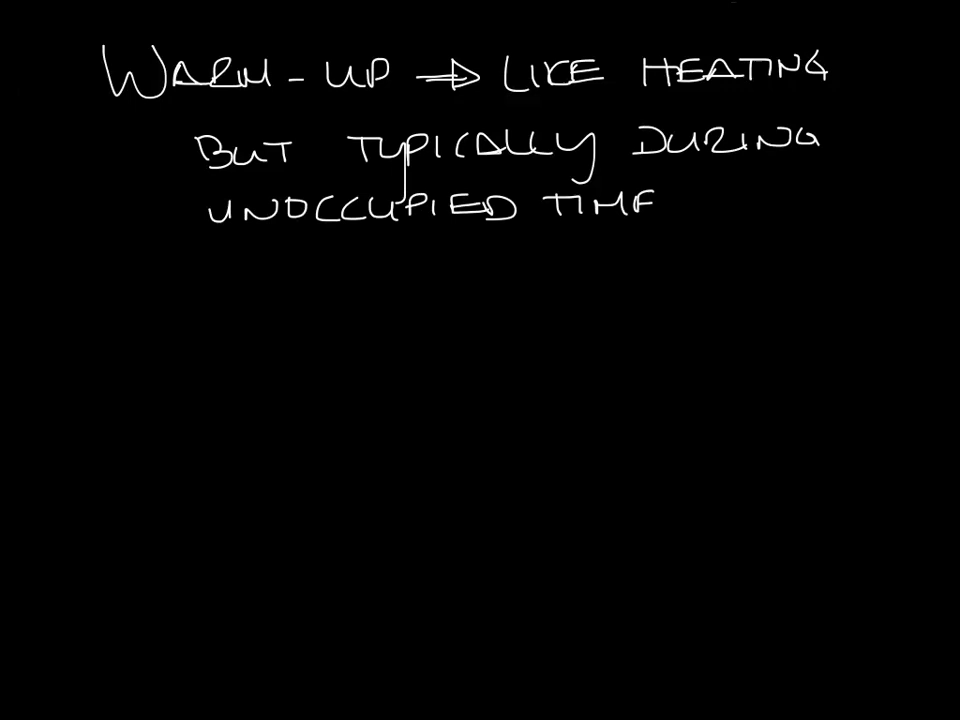 WARM-UP ⇒ LIKE HEATING
BUT TYPICALLY DURING
UNOCCUPIED TIME